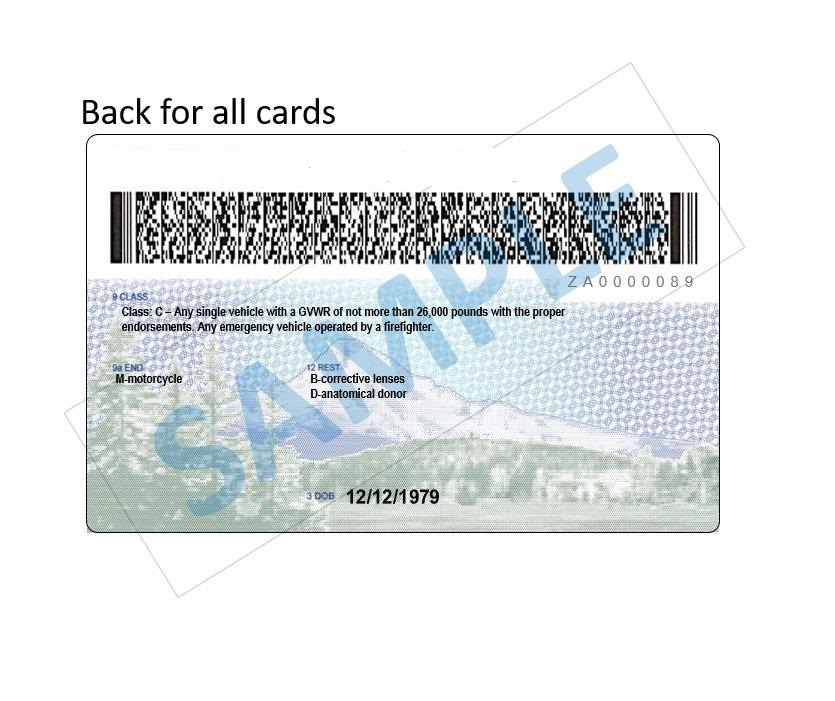 Back for all cards
ZA0000089
9 CLASS
Class: C – Any single vehicle with a GVWR of not more than 26,000 pounds with the proper
endorsements. Any emergency vehicle operated by a firefighter.
9a END
12 REST
M-motorcycle
B-corrective lenses
D-anatomical donor
3 DOB 12/12/1979
SAMPLE